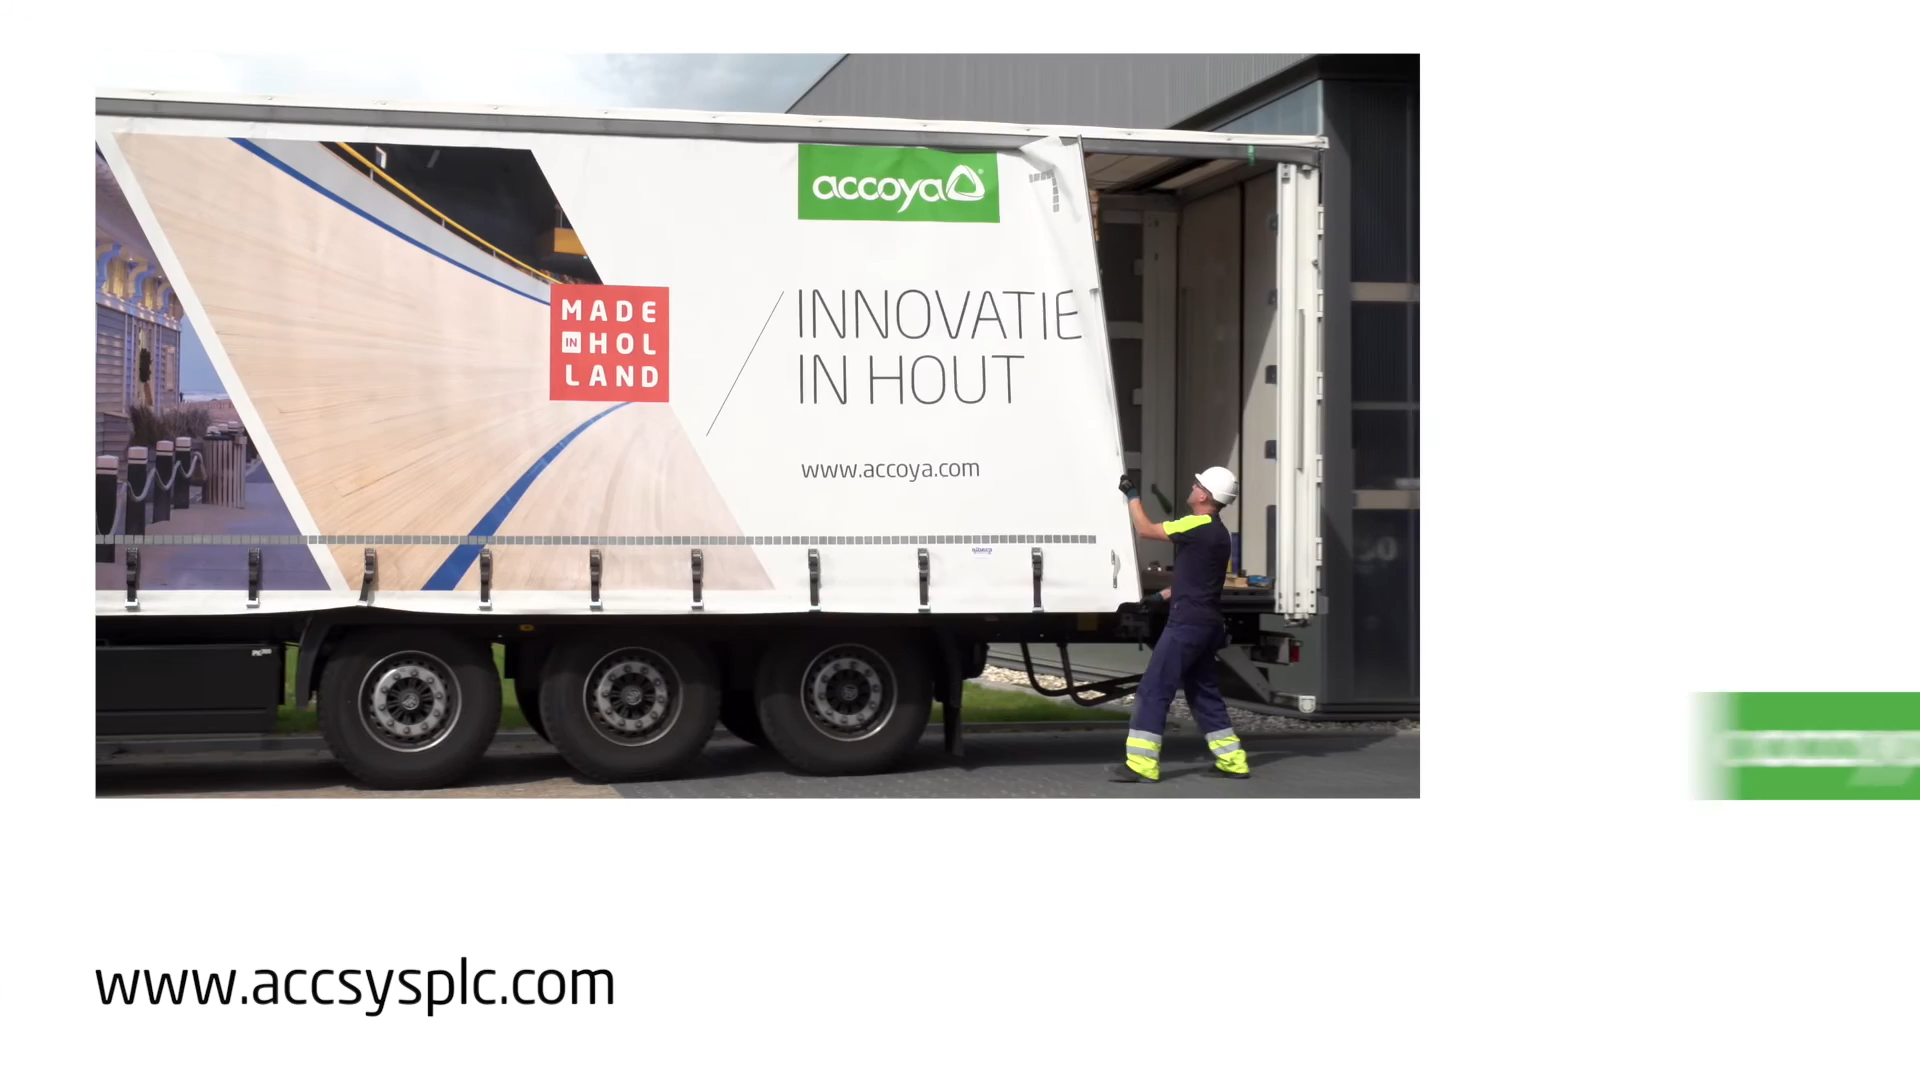 accoya
MADE
IN HOL
LAND
INNOVATIE
IN HOUT
www.accoya.com
www.accsysplc.com